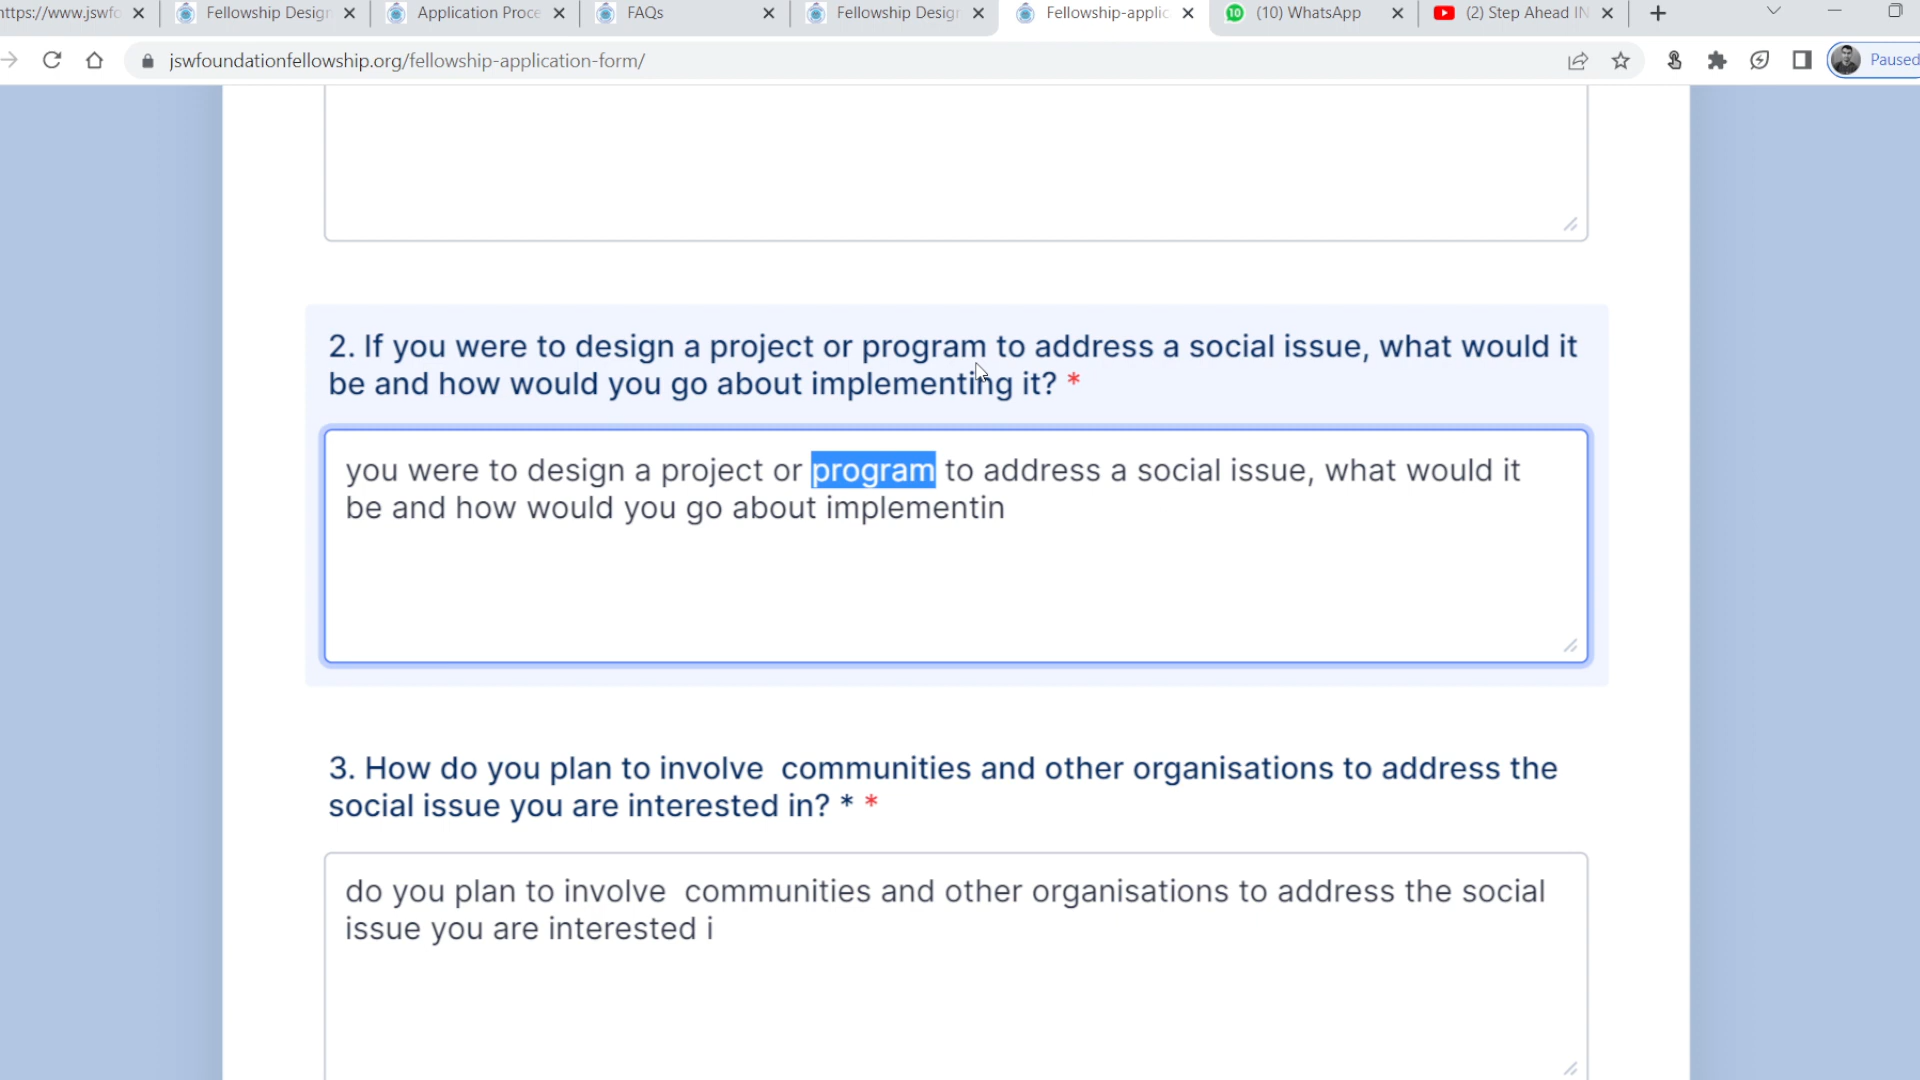 https://www.jswfo
Fellowship Design
Application Proce
FAQs
Fellowship Design
Fellowship-applic
10
(10) WhatsApp
(2) Step Ahead IN
jswfoundationfellowship.org/fellowship-application-form/
Paused
2. If you were to design a project or program to address a social issue, what would it
be and how would you go about implementing it? *
you were to design a project or program to address a social issue, what would it
be and how would you go about implementin
3. How do you plan to involve  communities and other organisations to address the
social issue you are interested in? * *
do you plan to involve  communities and other organisations to address the social
issue you are interested i